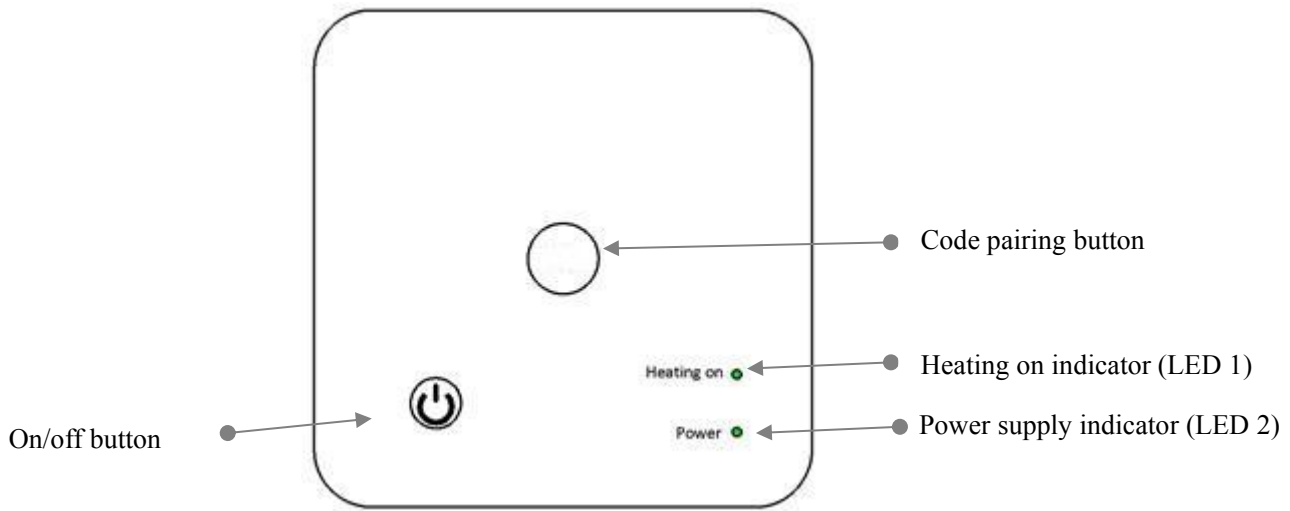 Code pairing button
Heating on
Heating on indicator (LED 1)
Power
Power supply indicator (LED 2)
On/off button